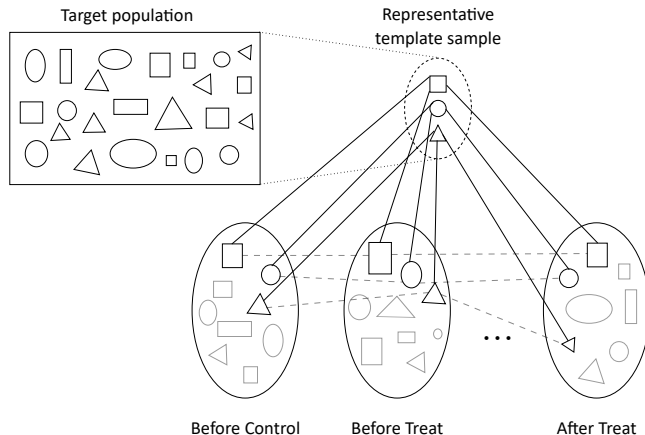 Target population
Representative
template sample
...
Before Control
Before Treat
After Treat